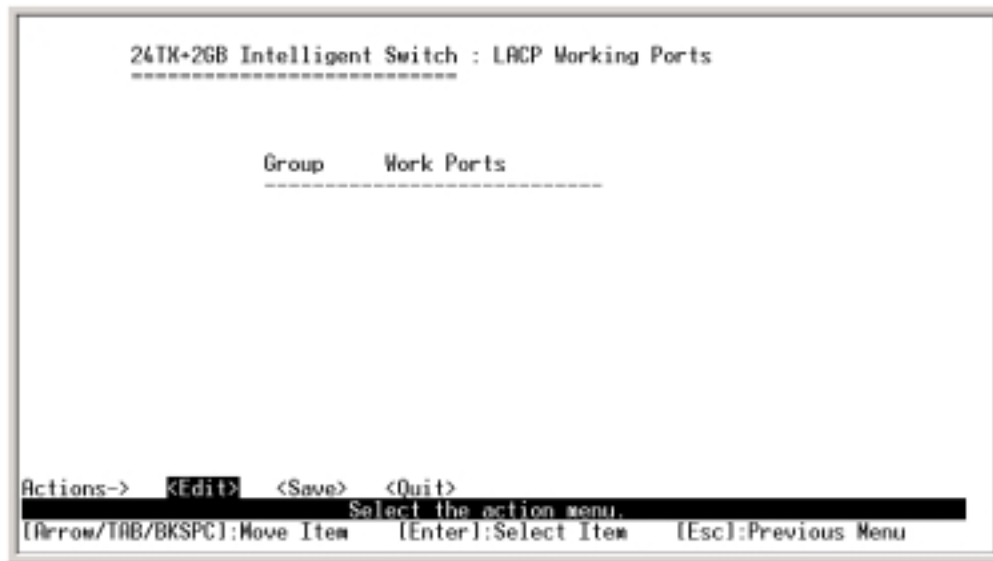 24TX+2GB Intelligent Switch : LACP Working Ports
===========================
Group Work Ports
----------------------------
Actions-> <Edit> <Save> <Quit>
Select the action menu.
[Arrow/TAB/BKSPC]:Move Item [Enter]:Select Item [Esc]:Previous Menu